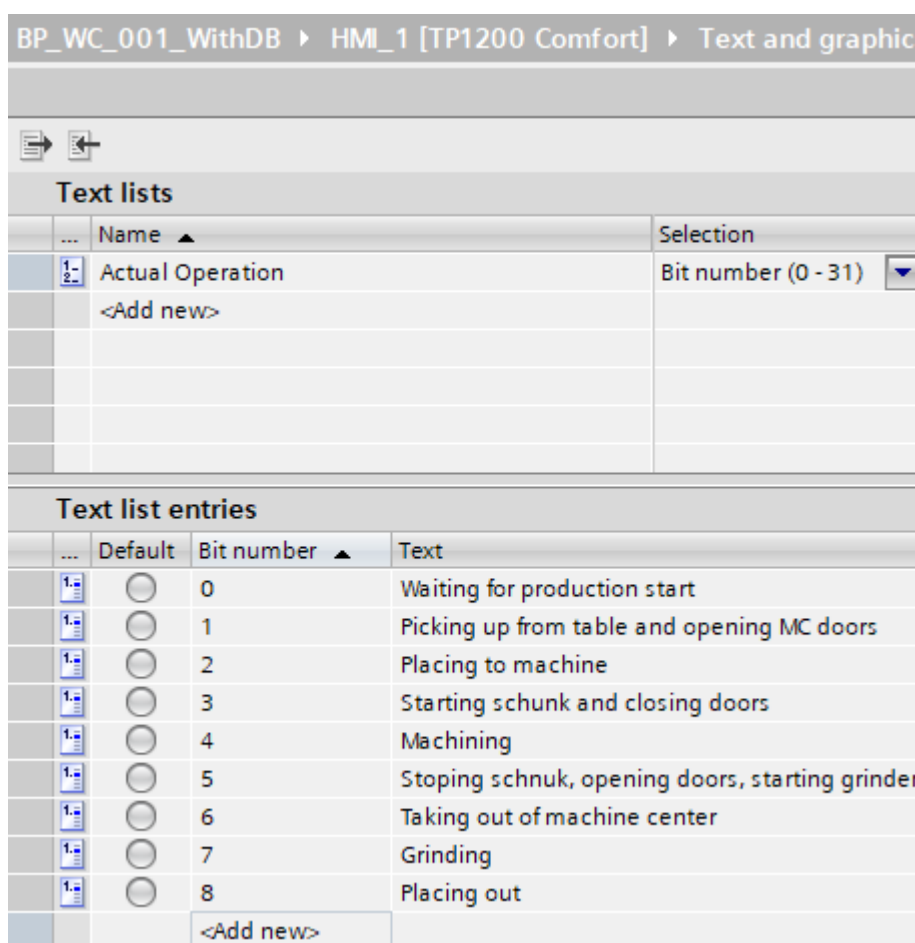 BP_WC_001_WithDB ▸ HMI_1 [TP1200 Comfort] ▸ Text and graphic
Text lists
... Name Selection
Actual Operation Bit number (0 - 31)
<Add new>
Text list entries
... Default Bit number Text
0 Waiting for production start
1 Picking up from table and opening MC doors
2 Placing to machine
3 Starting schunk and closing doors
4 Machining
5 Stoping schnuk, opening doors, starting grinder
6 Taking out of machine center
7 Grinding
8 Placing out
<Add new>